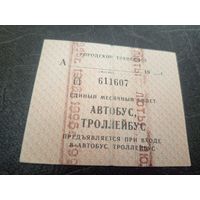 ГОРОДСКОЙ ТРАНСПОРТ
А
611607
ЕДИНЫЙ МЕСЯЧНЫЙ БИЛЕТ
АВТОБУС,
ТРОЛЛЕЙБУС
ПРЕДЪЯВЛЯЕТСЯ ПРИ ВХОДЕ
В АВТОБУС, ТРОЛЛЕЙБУС